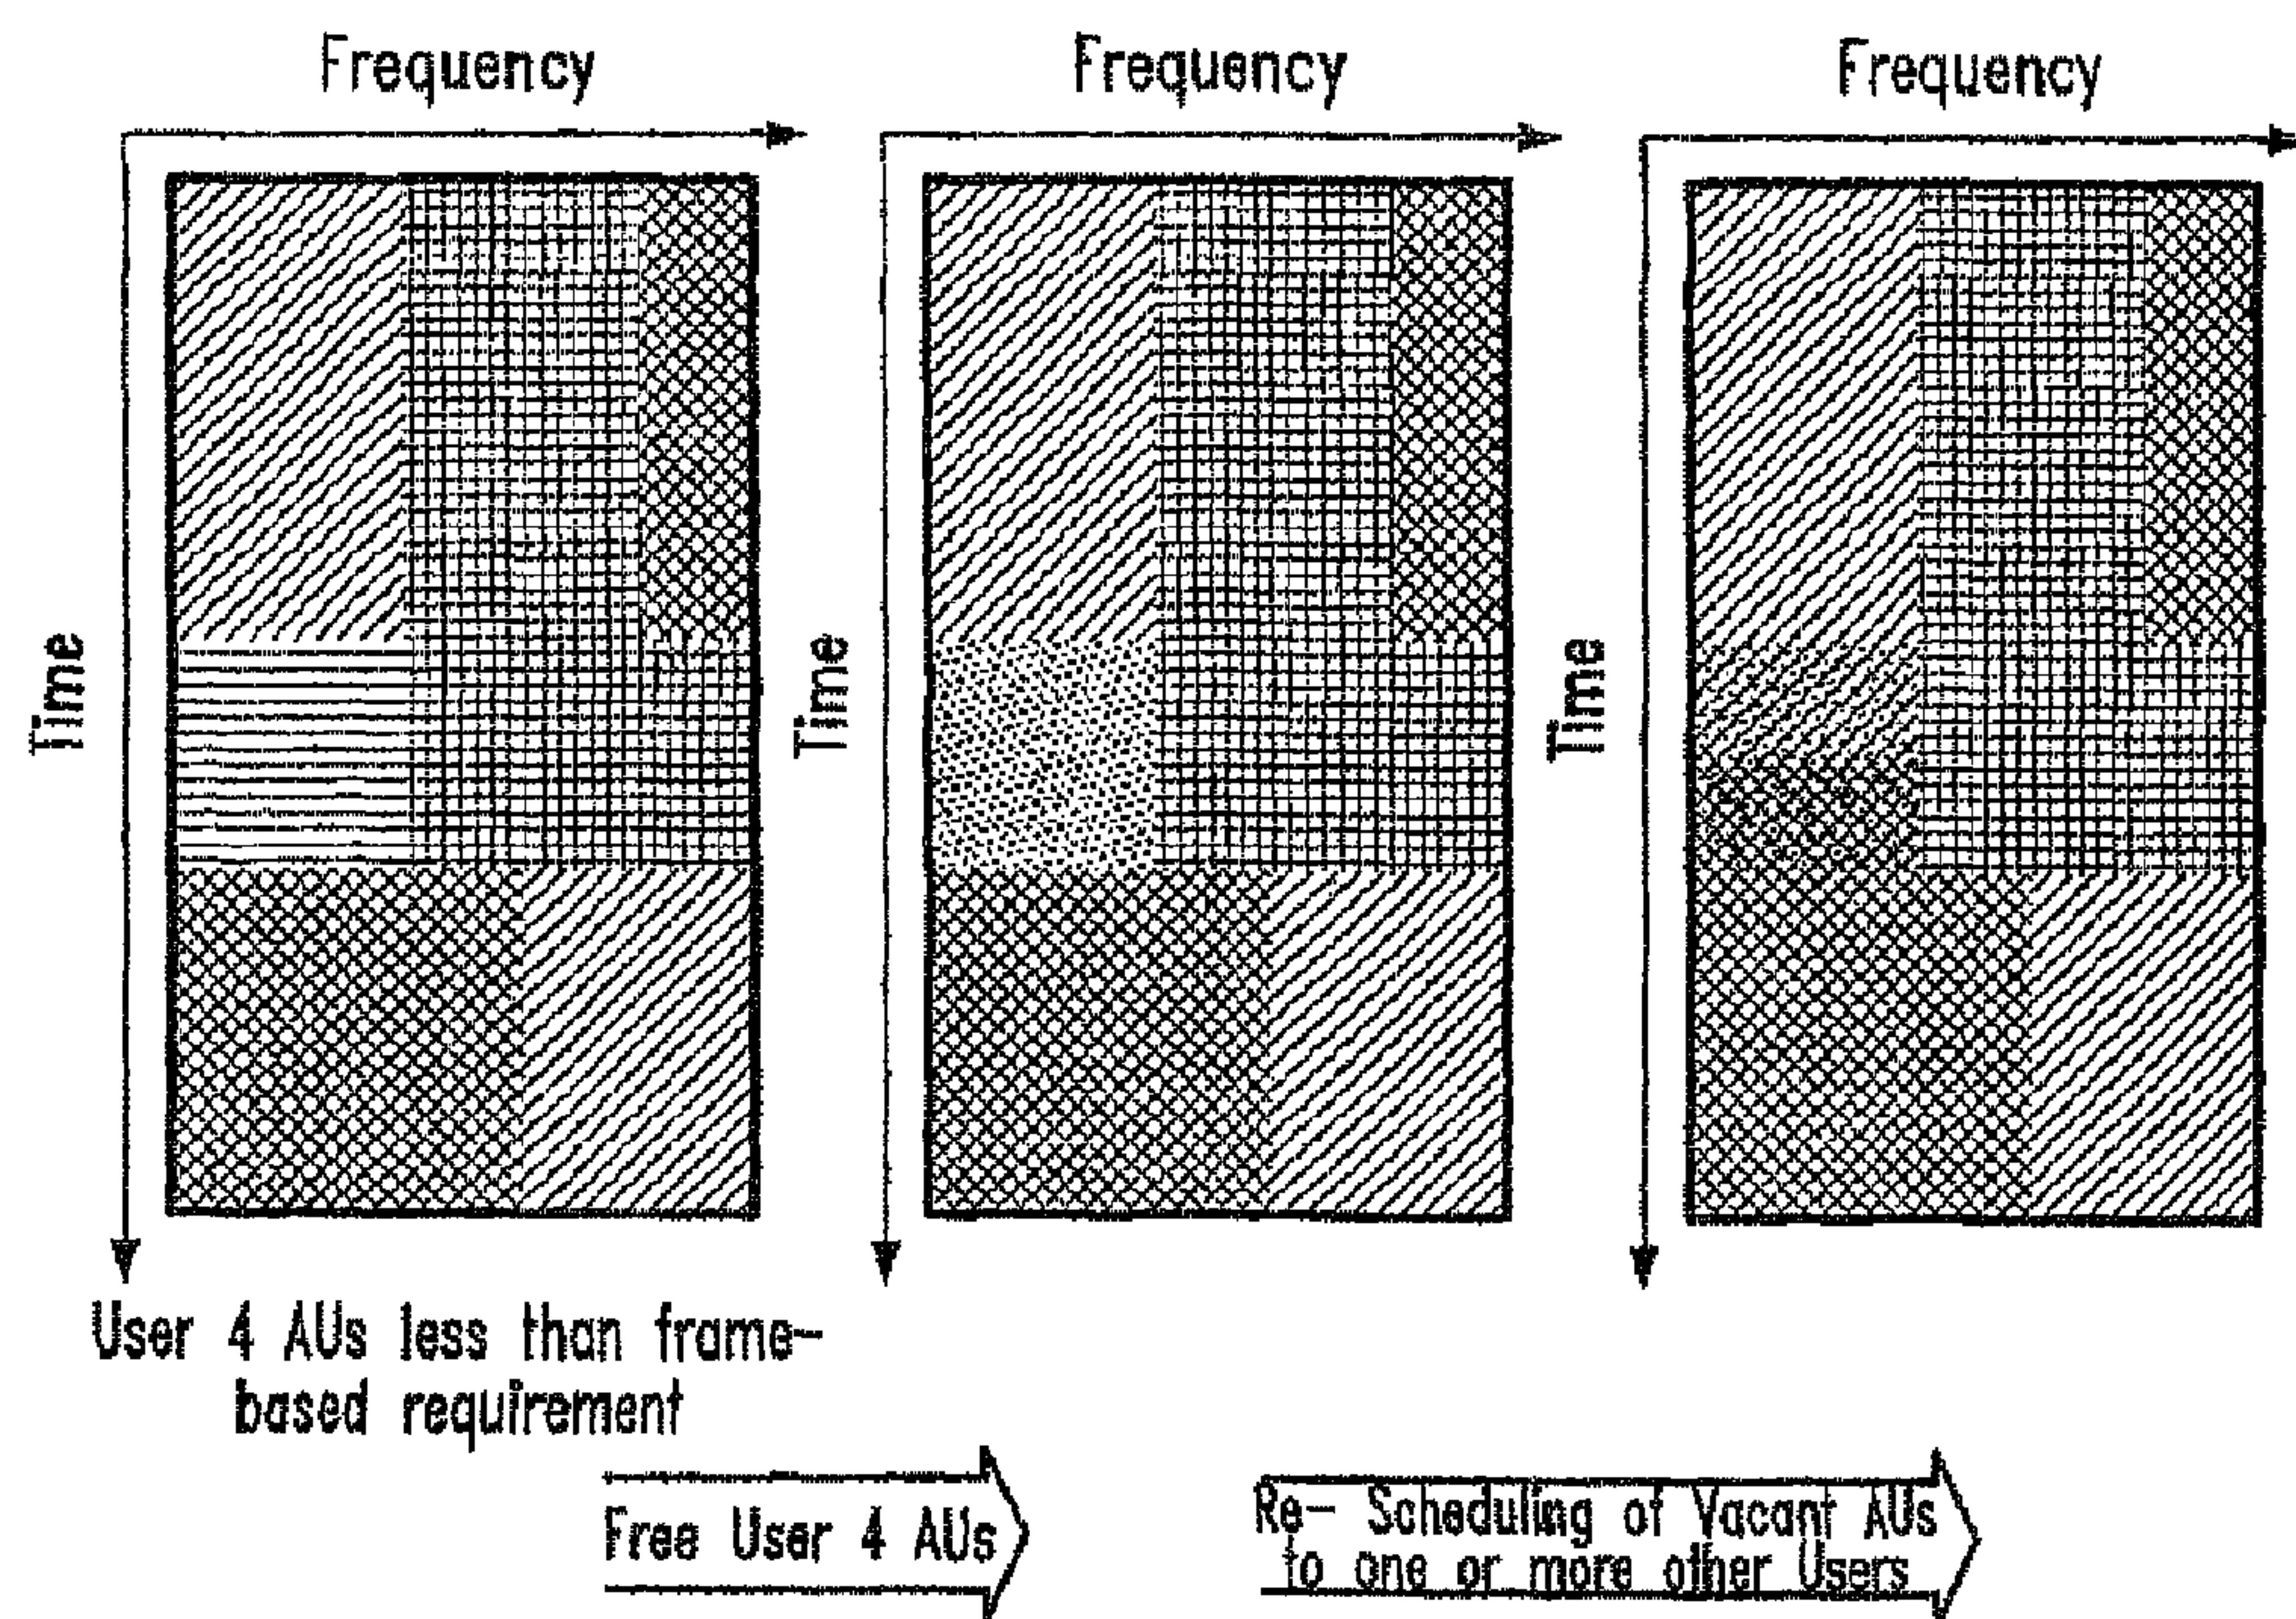 Frequency
Frequency
Frequency
Time
Time
Time
User 4 AUs less than frame-
based requirement
Free User 4 AUs
Re- Scheduling of Vacant AUs
to one or more other Users